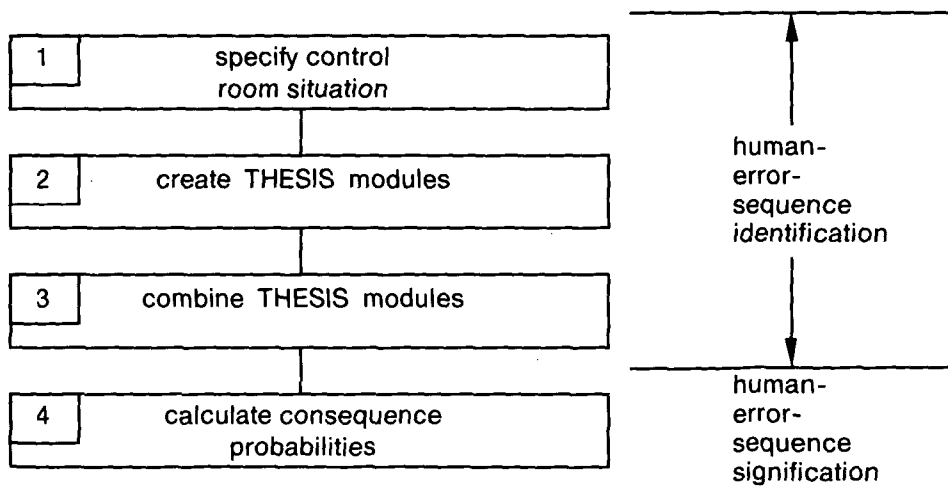 1
specify control
room situation
2
create THESIS modules
3
combine THESIS modules
4
calculate consequence
probabilities
human-
error-
sequence
identification
human-
error-
sequence
signification